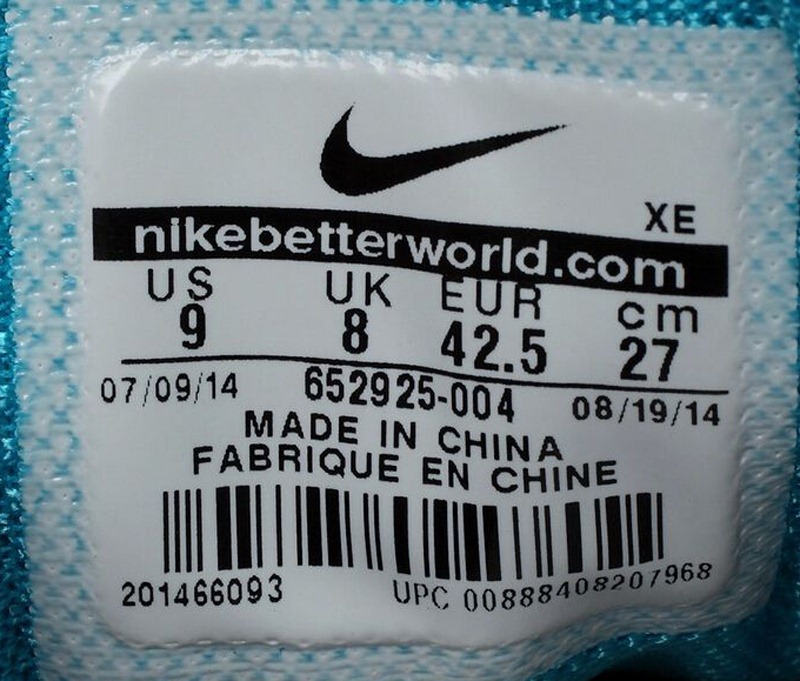 XE
nikebetterworld.com
US UK EUR cm
9 8 42.5 27
07/09/14 652925-004 08/19/14
MADE IN CHINA
FABRIQUE EN CHINE
201466093 UPC 00888408207968